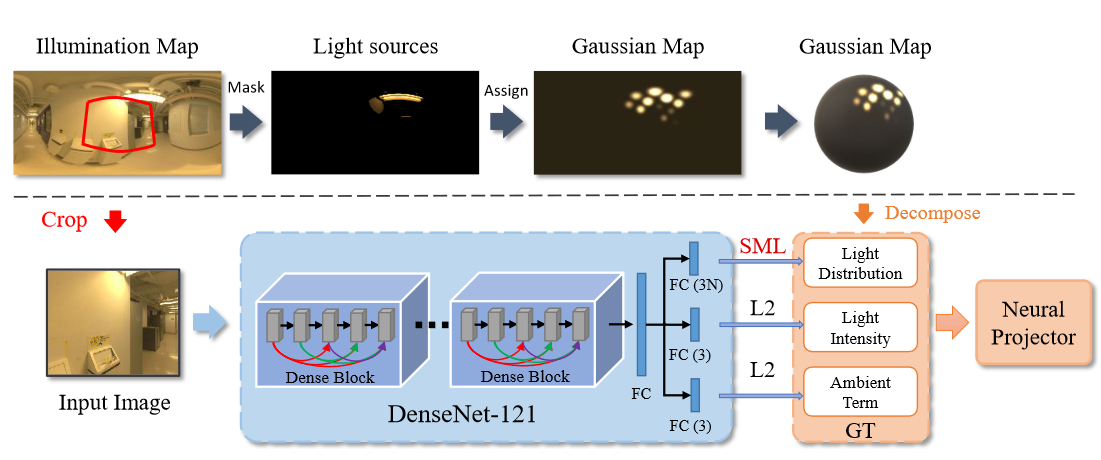 Illumination Map
Light sources
Gaussian Map
Gaussian Map
Mask
Assign
Crop
Decompose
Input Image
Dense Block
Dense Block
DenseNet-121
FC
FC (3N)
FC (3)
FC (3)
SML
L2
L2
Light
Distribution
Light
Intensity
Ambient
Term
GT
Neural
Projector